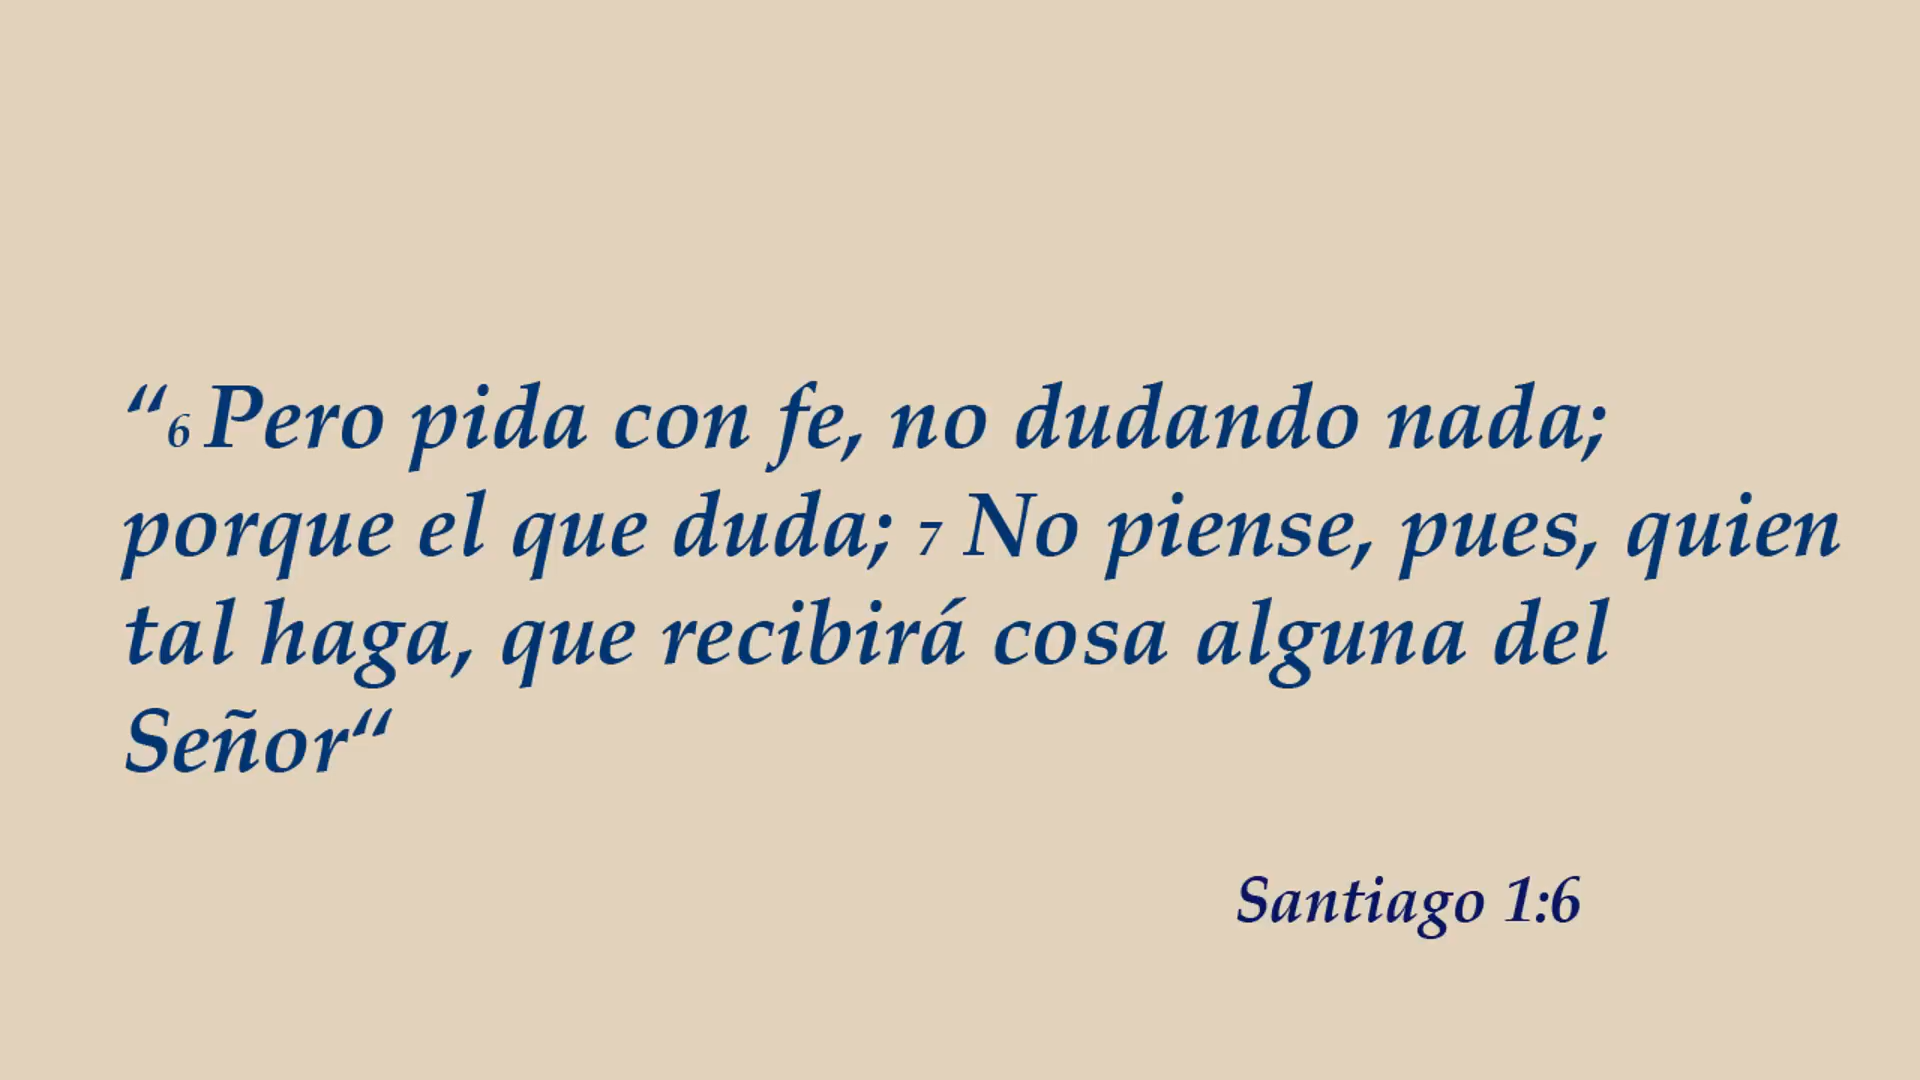 “6 Pero pida con fe, no dudando nada;
porque el que duda; 7 No piense, pues, quien
tal haga, que recibirá cosa alguna del
Señor“
Santiago 1:6